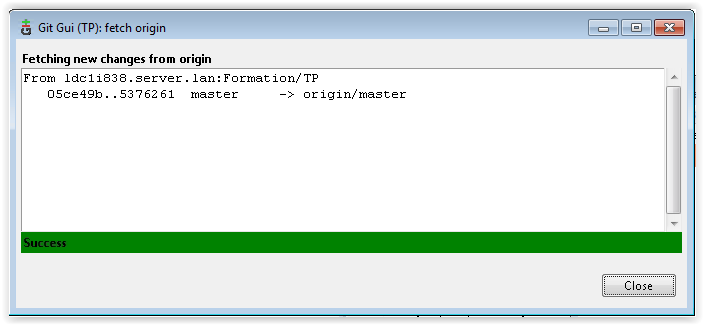 Git Gui (TP): fetch origin
Fetching new changes from origin
From ldc1i838.server.lan:Formation/TP
   05ce49b..5376261  master     -> origin/master
Success
Close